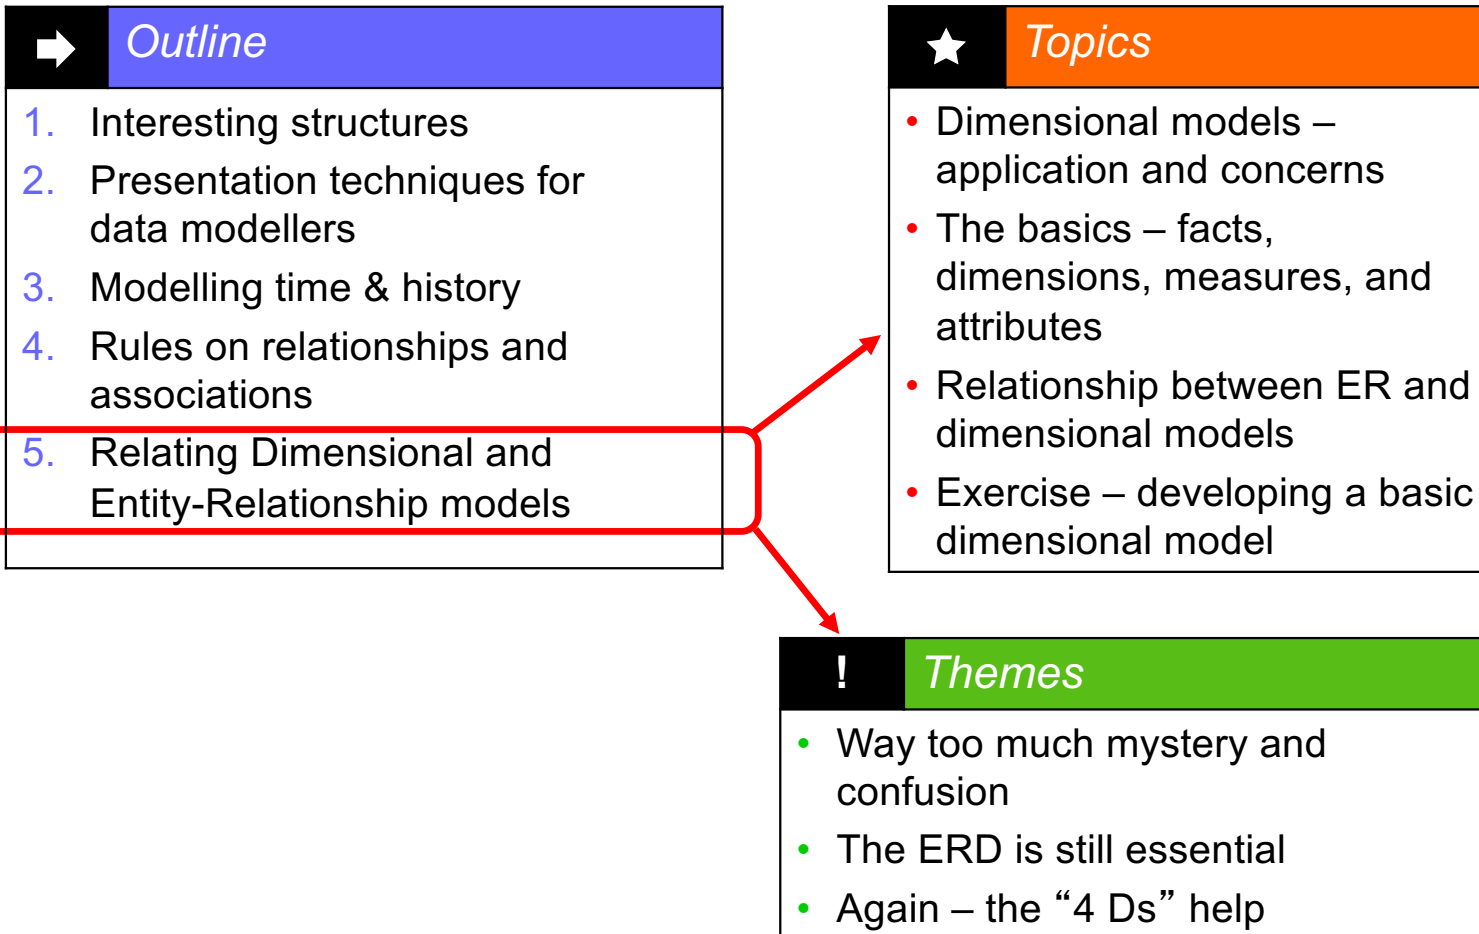 Outline
1. Interesting structures
2. Presentation techniques for
data modellers
3. Modelling time & history
4. Rules on relationships and
associations
5. Relating Dimensional and
Entity-Relationship models
Topics
• Dimensional models –
application and concerns
• The basics – facts,
dimensions, measures, and
attributes
• Relationship between ER and
dimensional models
• Exercise – developing a basic
dimensional model
! Themes
• Way too much mystery and
confusion
• The ERD is still essential
• Again – the “4 Ds” help